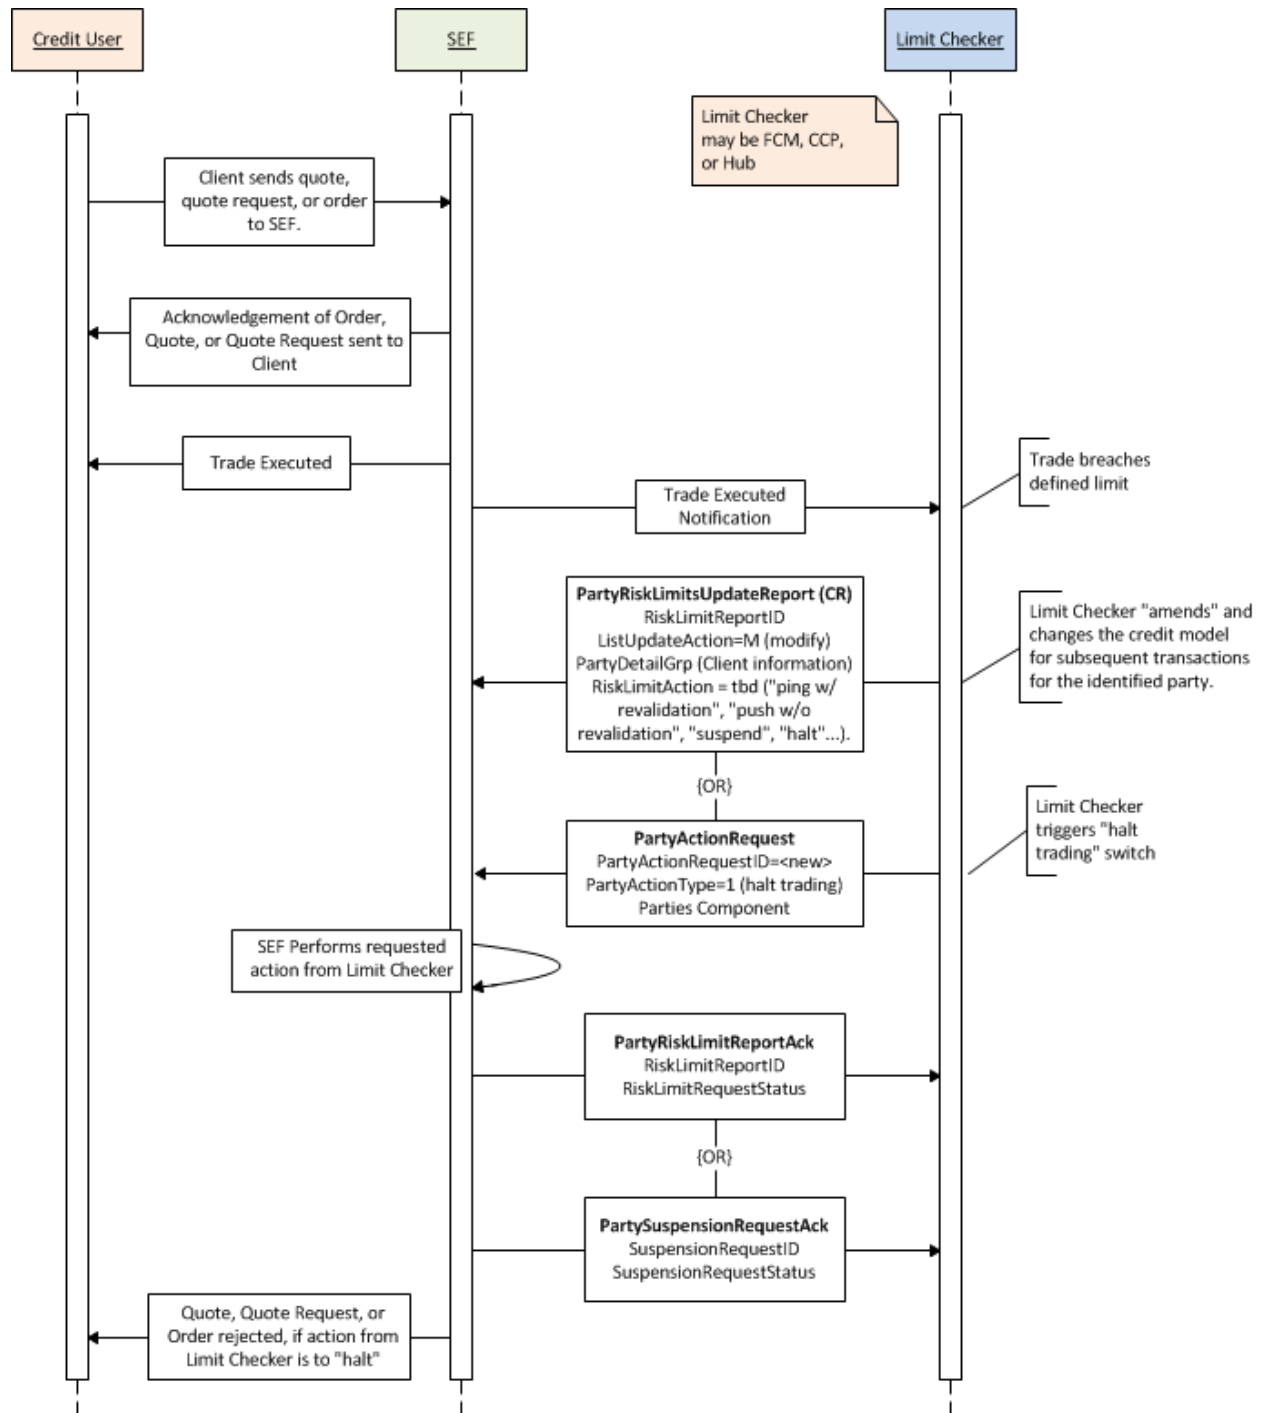 Credit User
SEF
Limit Checker
Limit Checker
may be FCM, CCP,
or Hub
Client sends quote,
quote request, or order
to SEF.
Acknowledgement of Order,
Quote, or Quote Request sent to
Client
Trade Executed
Trade breaches
defined limit
Trade Executed
Notification
PartyRiskLimitsUpdateReport (CR)
RiskLimitReportID
ListUpdateAction=M (modify)
PartyDetailGrp (Client information)
RiskLimitAction = tbd ("ping w/
revalidation", "push w/o
revalidation", "suspend", "halt"...).
Limit Checker "amends" and
changes the credit model
for subsequent transactions
for the identified party.
{OR}
PartyActionRequest
PartyActionRequestID=<new>
PartyActionType=1 (halt trading)
Parties Component
Limit Checker
triggers "halt
trading" switch
SEF Performs requested
action from Limit Checker
PartyRiskLimitReportAck
RiskLimitReportID
RiskLimitRequestStatus
{OR}
PartySuspensionRequestAck
SuspensionRequestID
SuspensionRequestStatus
Quote, Quote Request, or
Order rejected, if action from
Limit Checker is to "halt"